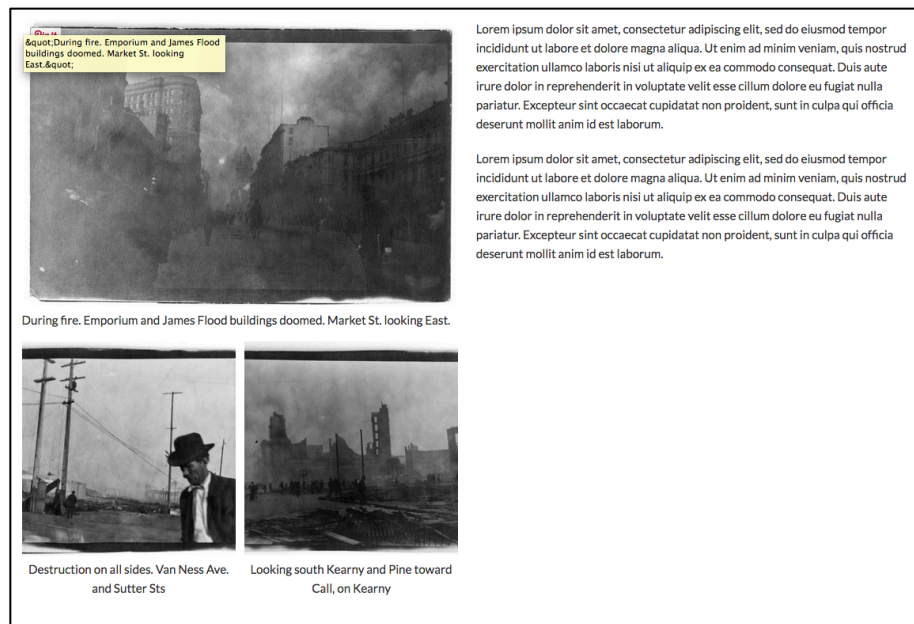 &quot;During fire. Emporium and James Flood
buildings doomed. Market St. looking
East.&quot;
During fire. Emporium and James Flood buildings doomed. Market St. looking East.
Destruction on all sides. Van Ness Ave.
and Sutter Sts
Looking south Kearny and Pine toward
Call, on Kearny
Lorem ipsum dolor sit amet, consectetur adipiscing elit, sed do eiusmod tempor
incididunt ut labore et dolore magna aliqua. Ut enim ad minim veniam, quis nostrud
exercitation ullamco laboris nisi ut aliquip ex ea commodo consequat. Duis aute
irure dolor in reprehenderit in voluptate velit esse cillum dolore eu fugiat nulla
pariatur. Excepteur sint occaecat cupidatat non proident, sunt in culpa qui officia
deserunt mollit anim id est laborum.
Lorem ipsum dolor sit amet, consectetur adipiscing elit, sed do eiusmod tempor
incididunt ut labore et dolore magna aliqua. Ut enim ad minim veniam, quis nostrud
exercitation ullamco laboris nisi ut aliquip ex ea commodo consequat. Duis aute
irure dolor in reprehenderit in voluptate velit esse cillum dolore eu fugiat nulla
pariatur. Excepteur sint occaecat cupidatat non proident, sunt in culpa qui officia
deserunt mollit anim id est laborum.